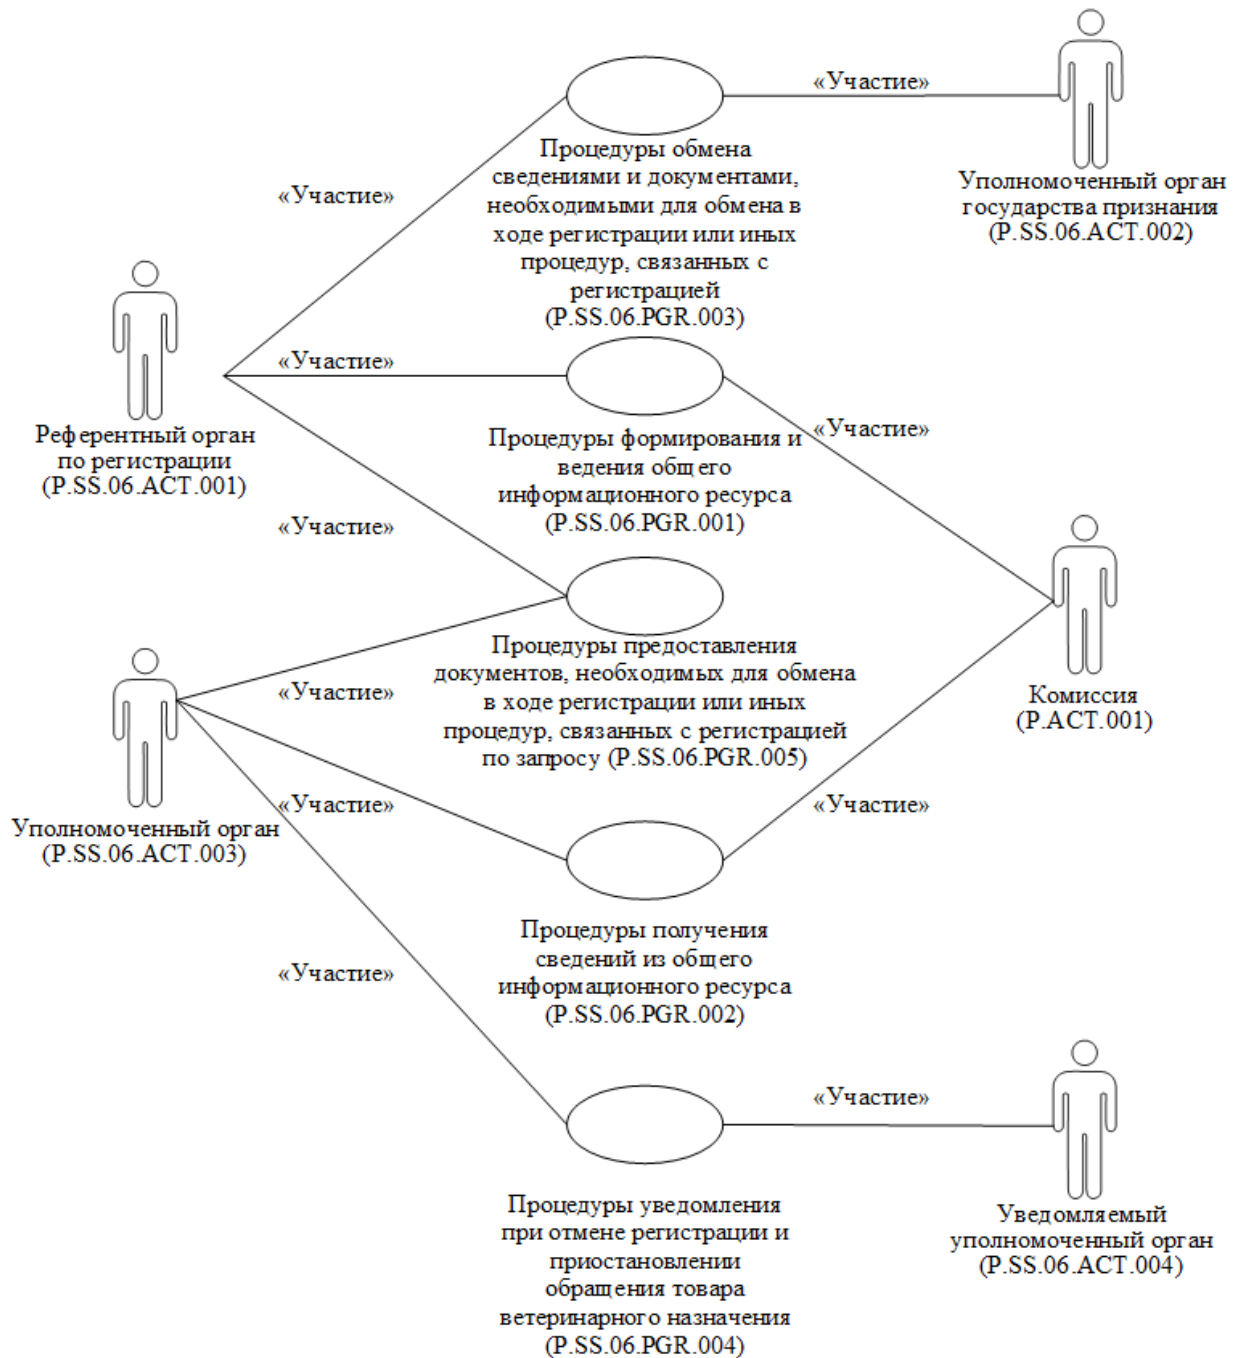 «Участие»
Процедуры обмена
сведениями и документами,
необходимыми для обмена в
ходе регистрации или иных
процедур, связанных с
регистрацией
(P.SS.06.PGR.003)
Уполномоченный орган
государства признания
(P.SS.06.ACT.002)
«Участие»
«Участие»
Референтный орган
по регистрации
(P.SS.06.ACT.001)
Процедуры формирования и
ведения общего
информационного ресурса
(P.SS.06.PGR.001)
«Участие»
«Участие»
Процедуры предоставления
документов, необходимых для обмена
в ходе регистрации или иных
процедур, связанных с регистрацией
по запросу (P.SS.06.PGR.005)
«Участие»
Комиссия
(P.ACT.001)
«Участие»
«Участие»
Уполномоченный орган
(P.SS.06.ACT.003)
Процедуры получения
сведений из общего
информационного ресурса
(P.SS.06.PGR.002)
«Участие»
«Участие»
Процедуры уведомления
при отмене регистрации и
приостановлении
обращения товара
ветеринарного назначения
(P.SS.06.PGR.004)
Уведомляемый
уполномоченный орган
(P.SS.06.ACT.004)